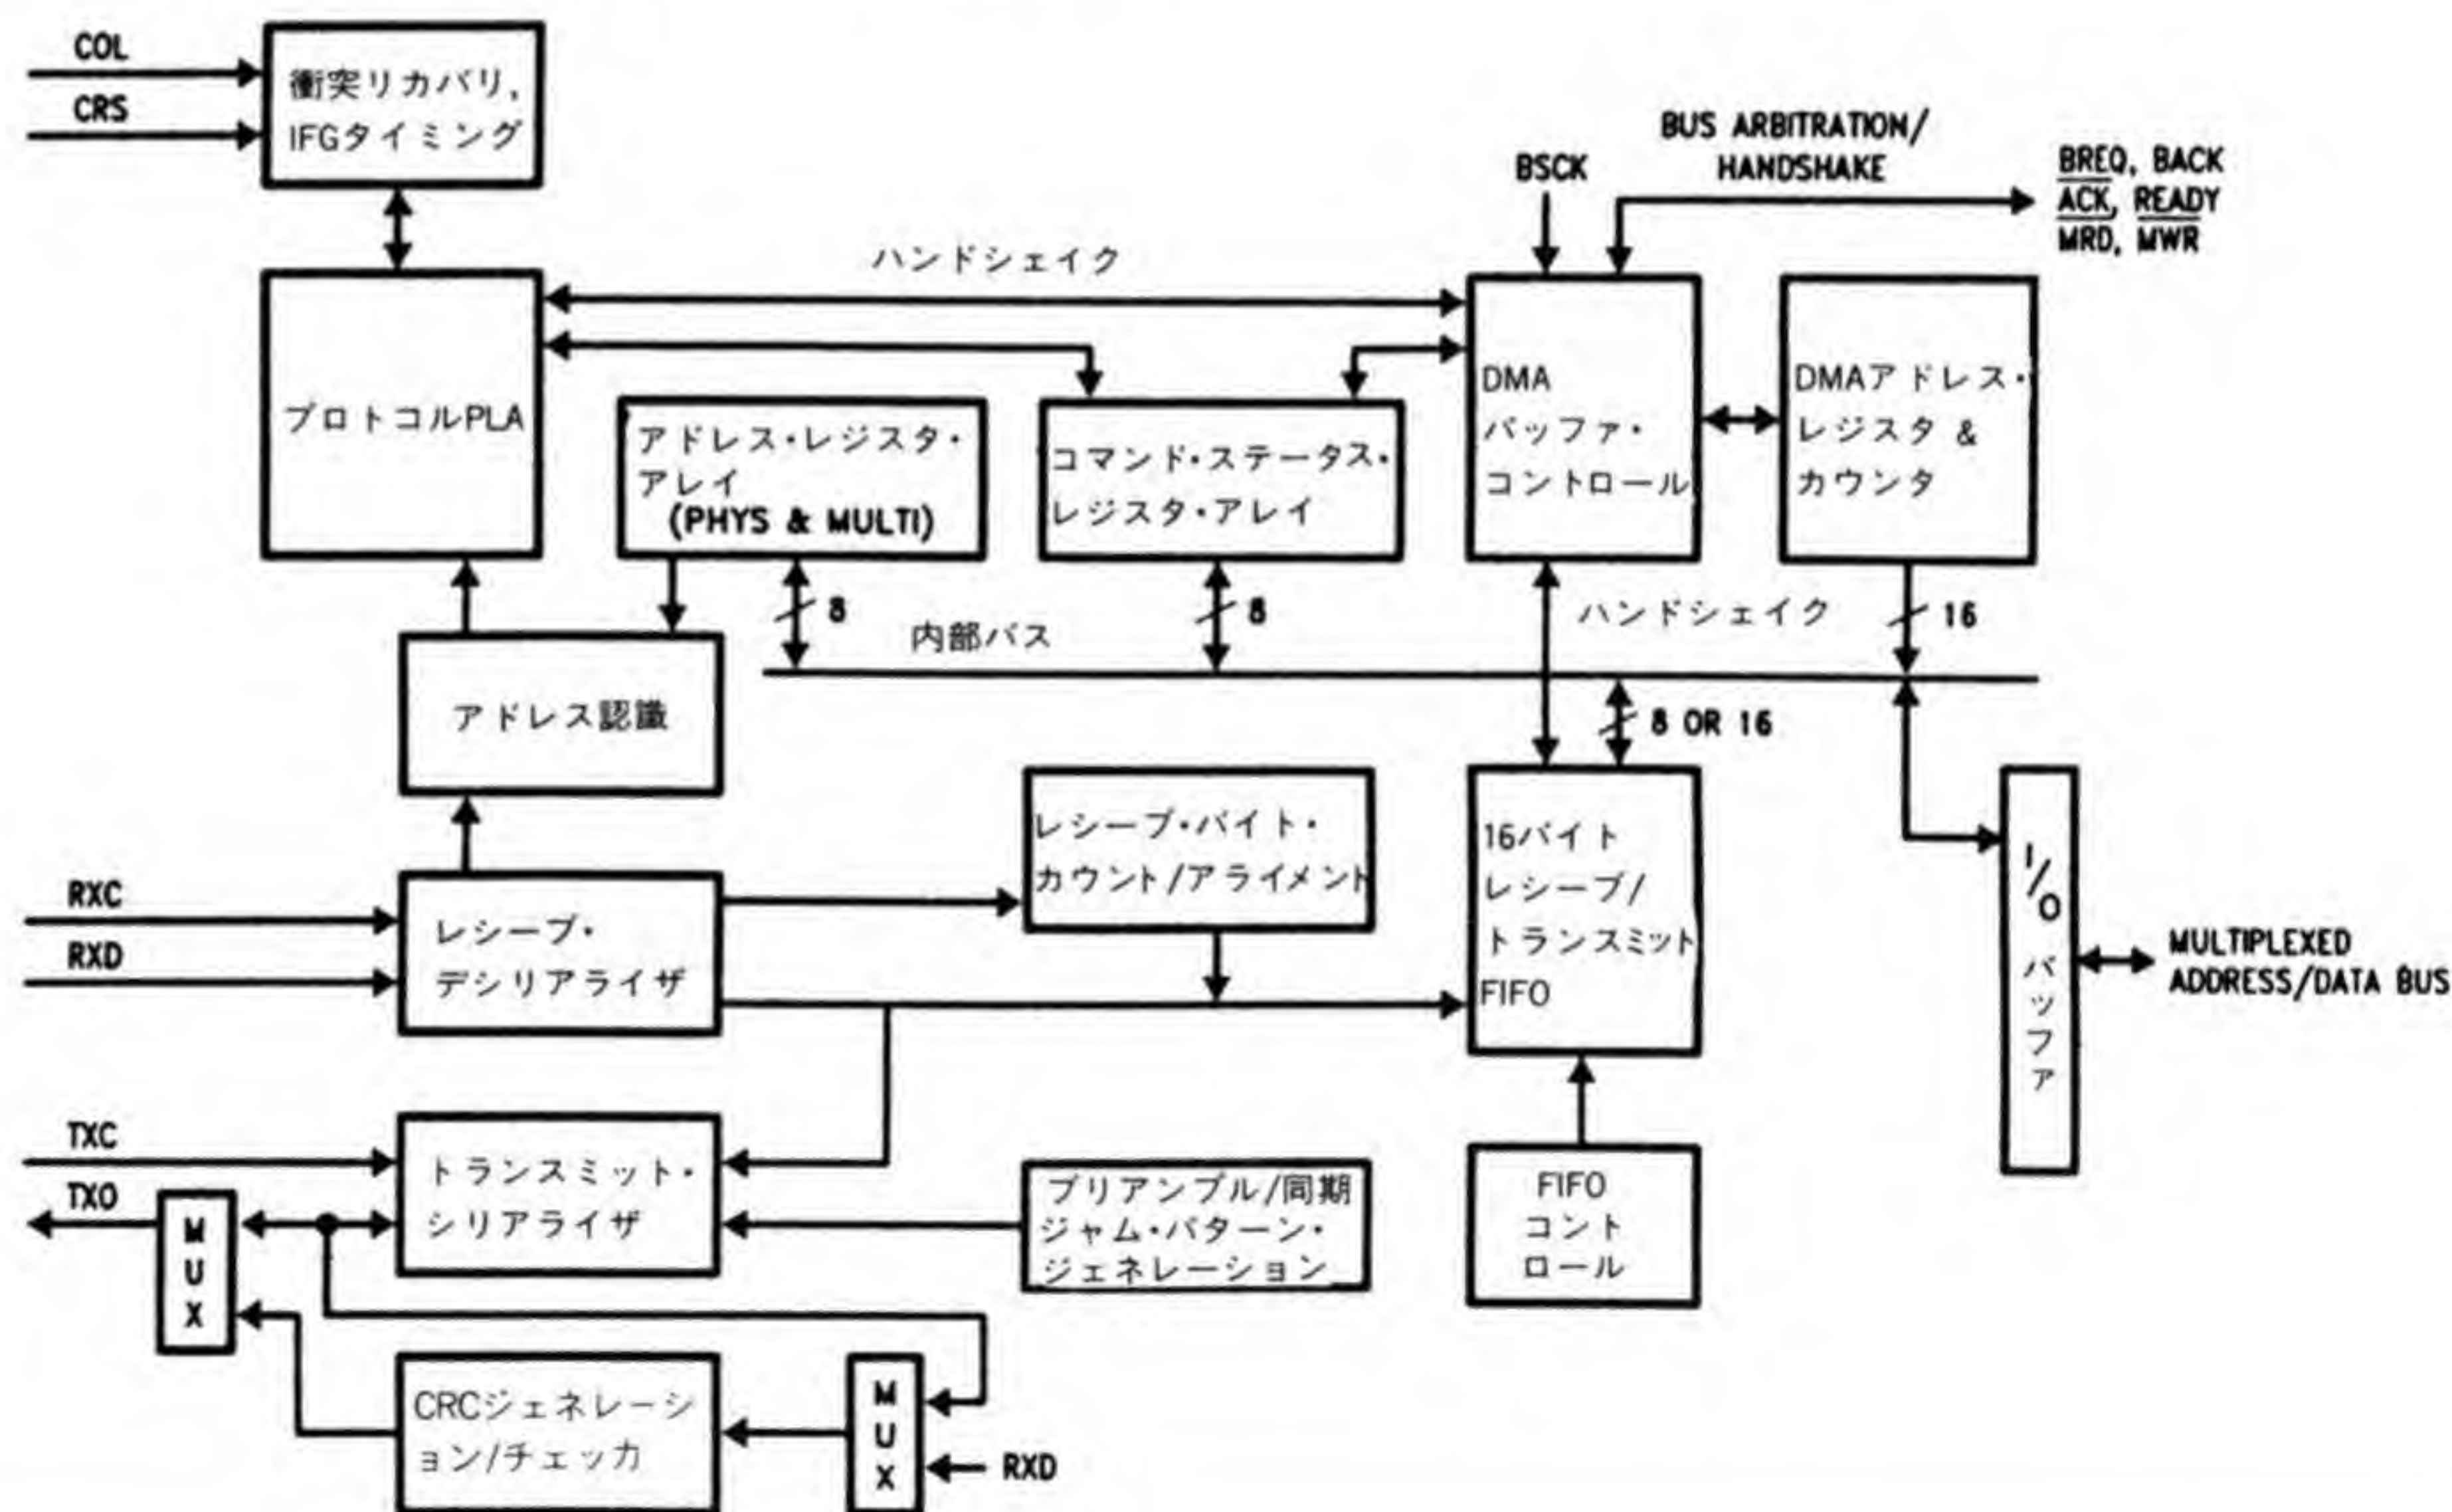 COL
CRS
衝突リカバリ,
IFGタイミング
BSCK
BUS ARBITRATION/
HANDSHAKE
BREQ, BACK
ACK, READY
MRD, MWR
ハンドシェイク
プロトコルPLA
アドレス・レジスタ・
アレイ
(PHYS & MULTI)
コマンド・ステータス・
レジスタ・アレイ
DMA
バッファ・
コントロール
DMAアドレス・
レジスタ &
カウンタ
8
8
ハンドシェイク
16
内部バス
アドレス認識
8 OR 16
レシーブ・バイト・
カウント/アライメント
16バイト
レシーブ/
トランスミット
FIFO
I/O バッファ
MULTIPLEXED
ADDRESS/DATA BUS
RXC
RXD
レシーブ・
デシリアライザ
TXC
TXO
MUX
トランスミット・
シリアライザ
プリアンブル/同期
ジャム・パターン・
ジェネレーション
FIFO
コント
ロール
CRCジェネレーシ
ョン/チェッカ
MUX
RXD